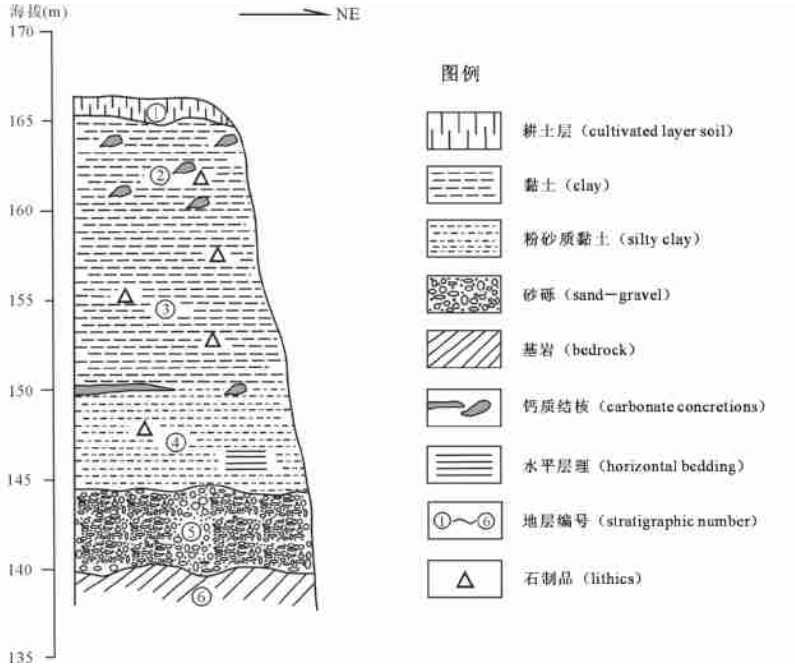 海拔(m)
NE
170
165
160
155
150
145
140
135
①
②
③
④
⑤
⑥
图例
耕土层 (cultivated layer soil)
黏土 (clay)
粉砂质黏土 (silty clay)
砂砾 (sand—gravel)
基岩 (bedrock)
钙质结核 (carbonate concretions)
水平层理 (horizontal bedding)
①~⑥ 地层编号 (stratigraphic number)
石制品 (lithics)